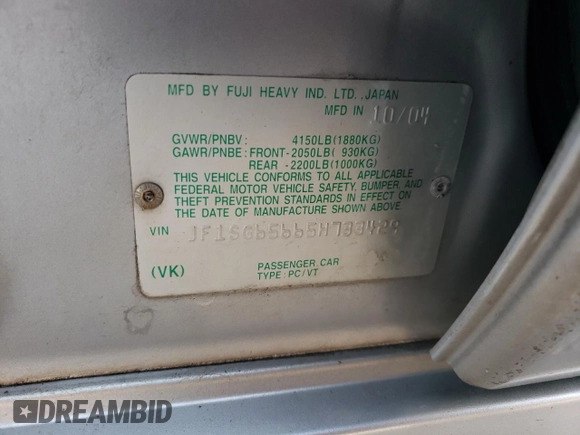 MFD BY FUJI HEAVY IND. LTD., JAPAN
MFD IN 10/04
GVWR/PNBV: 4150LB(1880KG)
GAWR/PNBE: FRONT-2050LB( 930KG)
REAR -2200LB(1000KG)
THIS VEHICLE CONFORMS TO ALL APPLICABLE
FEDERAL MOTOR VEHICLE SAFETY, BUMPER, AND
THEFT PREVENTION STANDARDS IN EFFECT ON
THE DATE OF MANUFACTURE SHOWN ABOVE.
VIN
(VK)
PASSENGER CAR
TYPE: PC/VT
DREAMBID